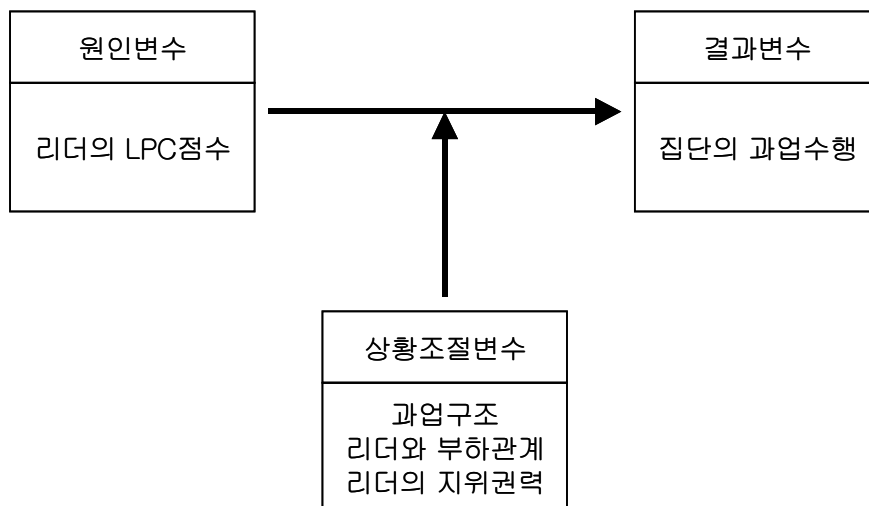 원인변수
리더의 LPC점수
결과변수
집단의 과업수행
상황조절변수
과업구조
리더와 부하관계
리더의 지위권력